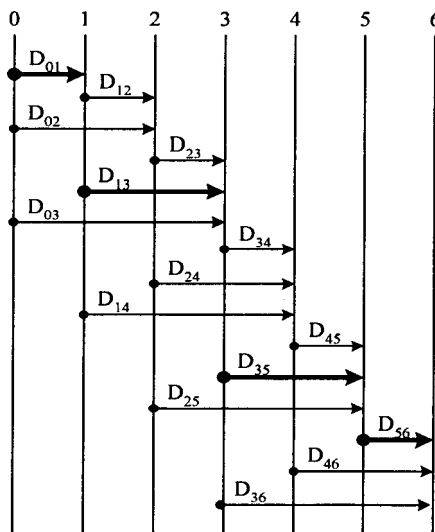 0 1 2 3 4 5 6
D₀₁
D₁₂
D₀₂
D₂₃
D₁₃
D₀₃
D₃₄
D₂₄
D₁₄
D₄₅
D₃₅
D₂₅
D₅₆
D₄₆
D₃₆